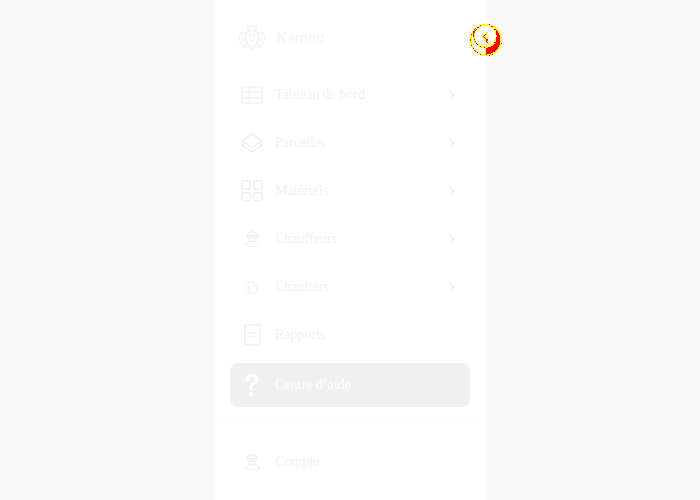 Karnott
Tableau de bord
Parcelles
Matériels
Chauffeurs
Chantiers
Rapports
Centre d'aide
Compte